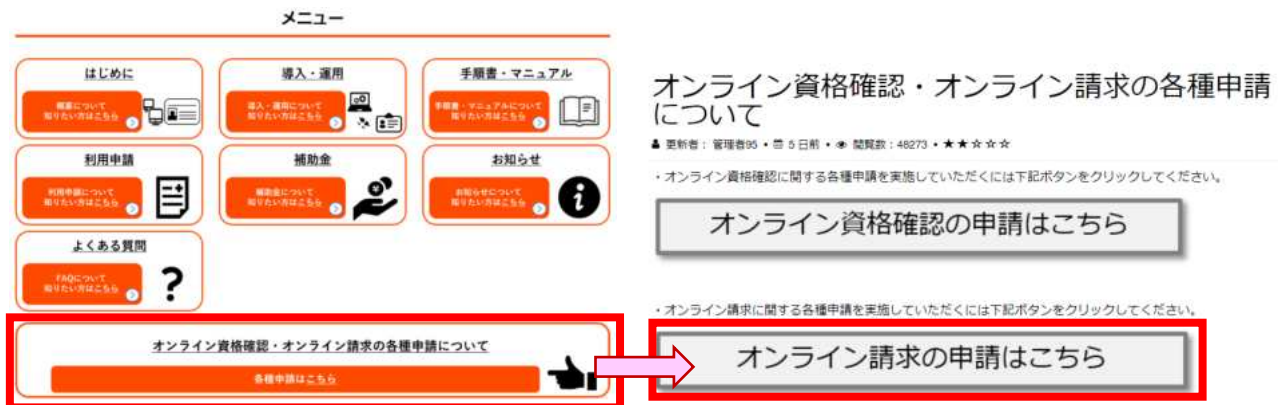 メニュー
はじめに
概要について
知りたい方はこちら
導入・運用
導入・運用について
知りたい方はこちら
手順書・マニュアル
手順書・マニュアルについて
知りたい方はこちら
利用申請
利用申請について
知りたい方はこちら
補助金
補助金について
知りたい方はこちら
お知らせ
お知らせについて
知りたい方はこちら
よくある質問
FAQについて
知りたい方はこちら
オンライン資格確認・オンライン請求の各種申請について
各種申請はこちら
オンライン資格確認・オンライン請求の各種申請
について
更新者： 管理者95 • 5 日前 • 閲覧数：48273 • ★★☆☆☆
・オンライン資格確認に関する各種申請を実施していただくには下記ボタンをクリックしてください。
オンライン資格確認の申請はこちら
・オンライン請求に関する各種申請を実施していただくには下記ボタンをクリックしてください。
オンライン請求の申請はこちら